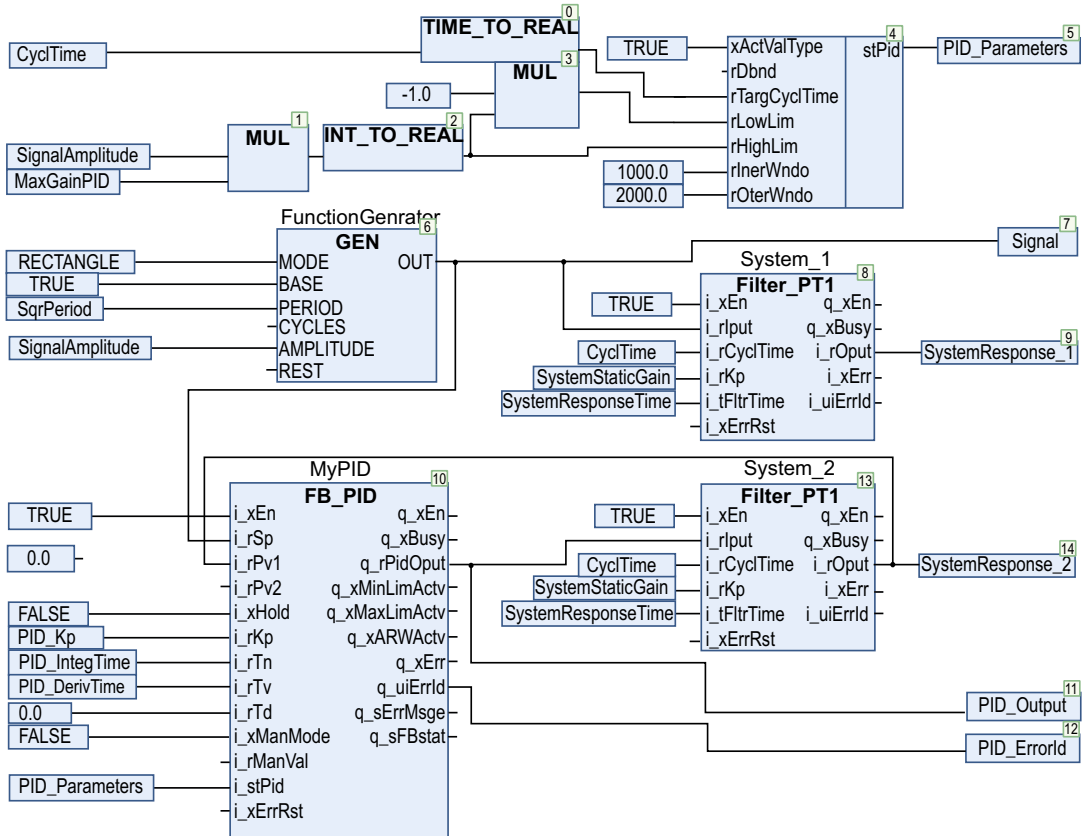 0
TIME_TO_REAL
CyclTime
3
MUL
-1.0
1
MUL
2
INT_TO_REAL
SignalAmplitude
MaxGainPID
4
TRUE
xActValType
stPid
rDbnd
rTargCyclTime
rLowLim
rHighLim
1000.0
rInerWndo
2000.0
rOterWndo
5
PID_Parameters
FunctionGenrator
6
GEN
RECTANGLE
MODE
OUT
TRUE
BASE
SqrPeriod
PERIOD
CYCLES
SignalAmplitude
AMPLITUDE
REST
7
Signal
System_1
8
Filter_PT1
TRUE
i_xEn
q_xEn
i_rIput
q_xBusy
CyclTime
i_rCyclTime
i_rOput
SystemStaticGain
i_rKp
i_xErr
SystemResponseTime
i_tFltrTime
i_uiErrId
i_xErrRst
9
SystemResponse_1
MyPID
10
FB_PID
TRUE
i_xEn
q_xEn
i_rSp
q_xBusy
0.0
i_rPv1
q_rPidOput
i_rPv2
q_xMinLimActv
FALSE
i_xHold
q_xMaxLimActv
PID_Kp
i_rKp
q_xARWActv
PID_IntegTime
i_rTn
q_xErr
PID_DerivTime
i_rTv
q_uiErrId
0.0
i_rTd
q_sErrMsge
FALSE
i_xManMode
q_sFBstat
i_rManVal
PID_Parameters
i_stPid
i_xErrRst
System_2
13
Filter_PT1
TRUE
i_xEn
q_xEn
i_rIput
q_xBusy
CyclTime
i_rCyclTime
i_rOput
SystemStaticGain
i_rKp
i_xErr
SystemResponseTime
i_tFltrTime
i_uiErrId
i_xErrRst
14
SystemResponse_2
11
PID_Output
12
PID_ErrorId